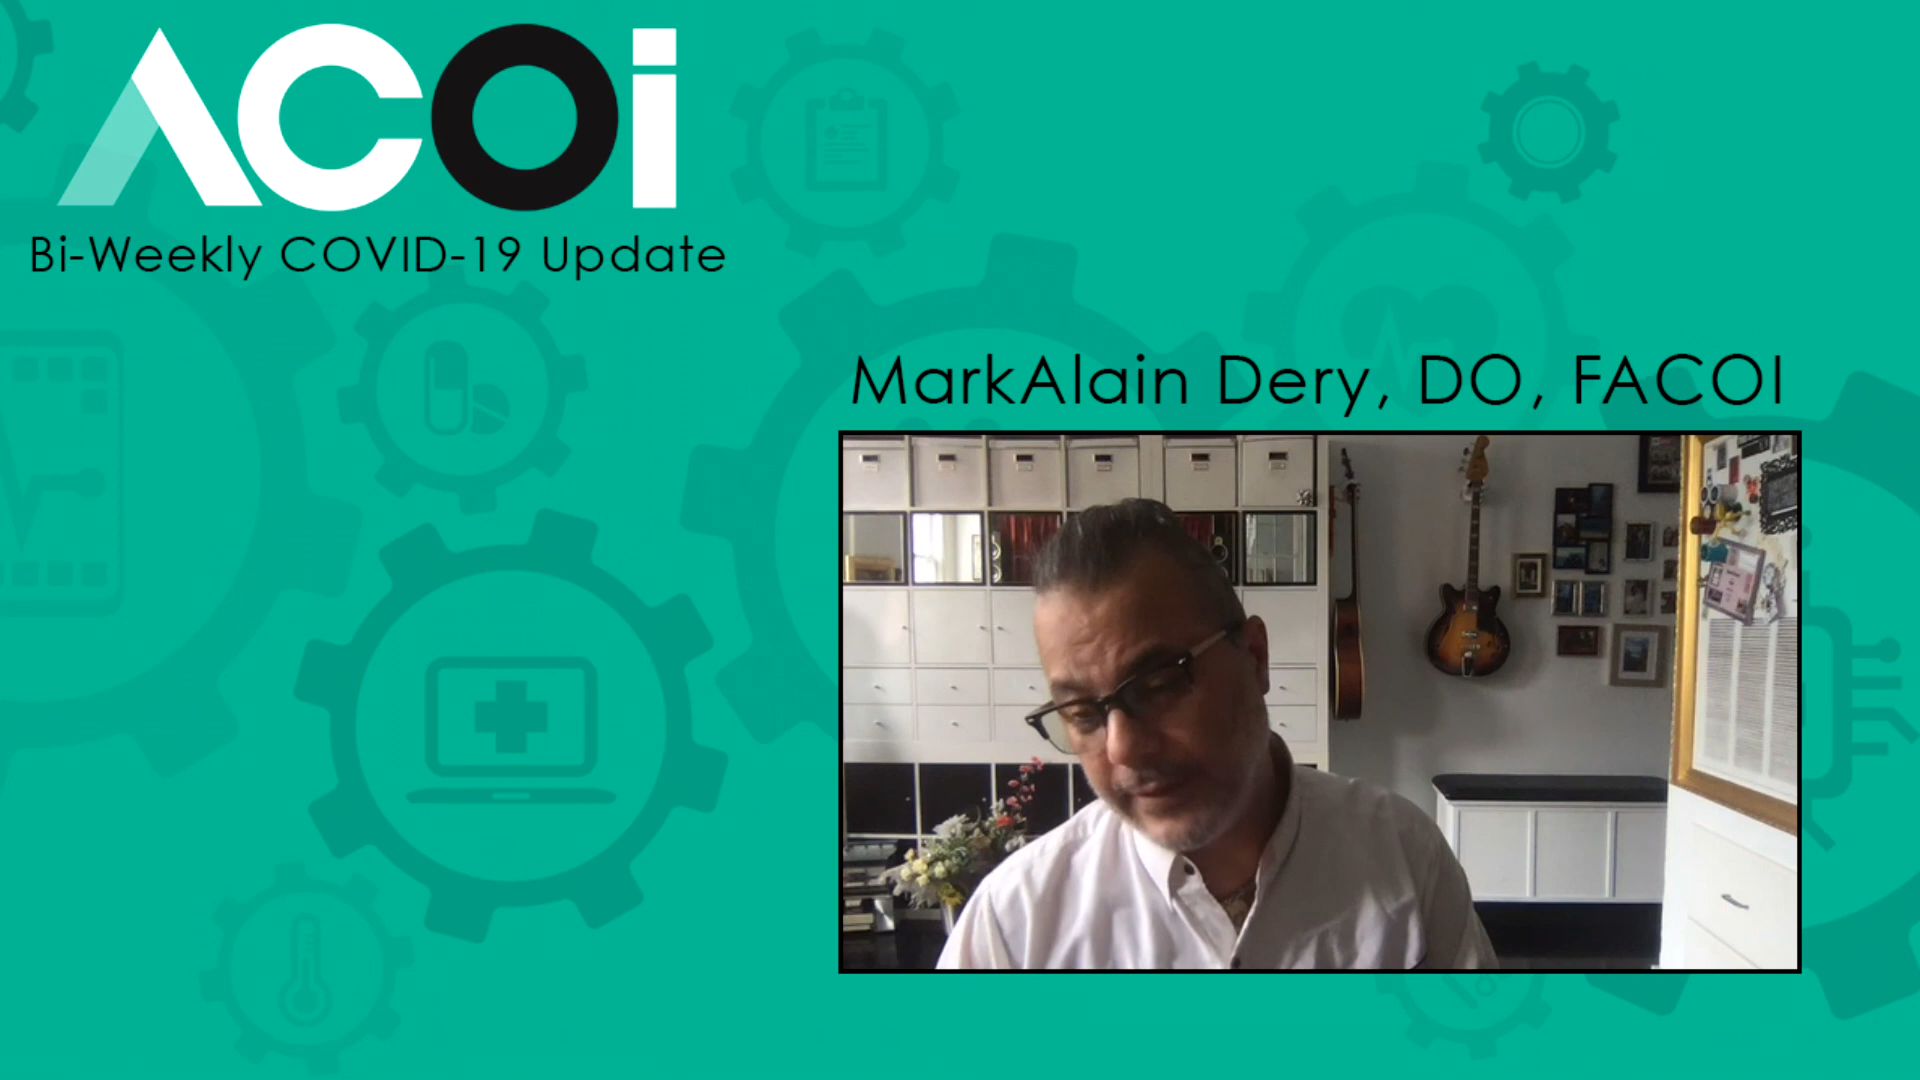 ACOi
Bi-Weekly COVID-19 Update
MarkAlain Dery, DO, FACOI